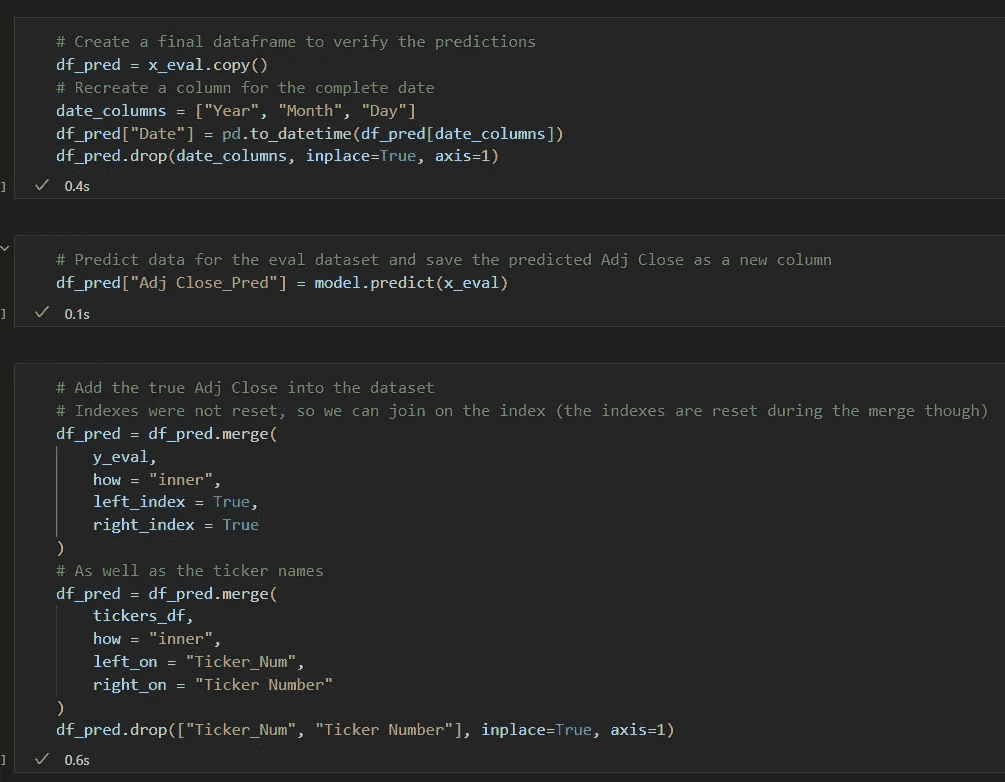 # Create a final dataframe to verify the predictions
df_pred = x_eval.copy()
# Recreate a column for the complete date
date_columns = ["Year", "Month", "Day"]
df_pred["Date"] = pd.to_datetime(df_pred[date_columns])
df_pred.drop(date_columns, inplace=True, axis=1)
] ✓ 0.4s
# Predict data for the eval dataset and save the predicted Adj Close as a new column
df_pred["Adj Close_Pred"] = model.predict(x_eval)
] ✓ 0.1s
# Add the true Adj Close into the dataset
# Indexes were not reset, so we can join on the index (the indexes are reset during the merge though)
df_pred = df_pred.merge(
    y_eval,
    how = "inner",
    left_index = True,
    right_index = True
)
# As well as the ticker names
df_pred = df_pred.merge(
    tickers_df,
    how = "inner",
    left_on = "Ticker_Num",
    right_on = "Ticker Number"
)
df_pred.drop(["Ticker_Num", "Ticker Number"], inplace=True, axis=1)
] ✓ 0.6s